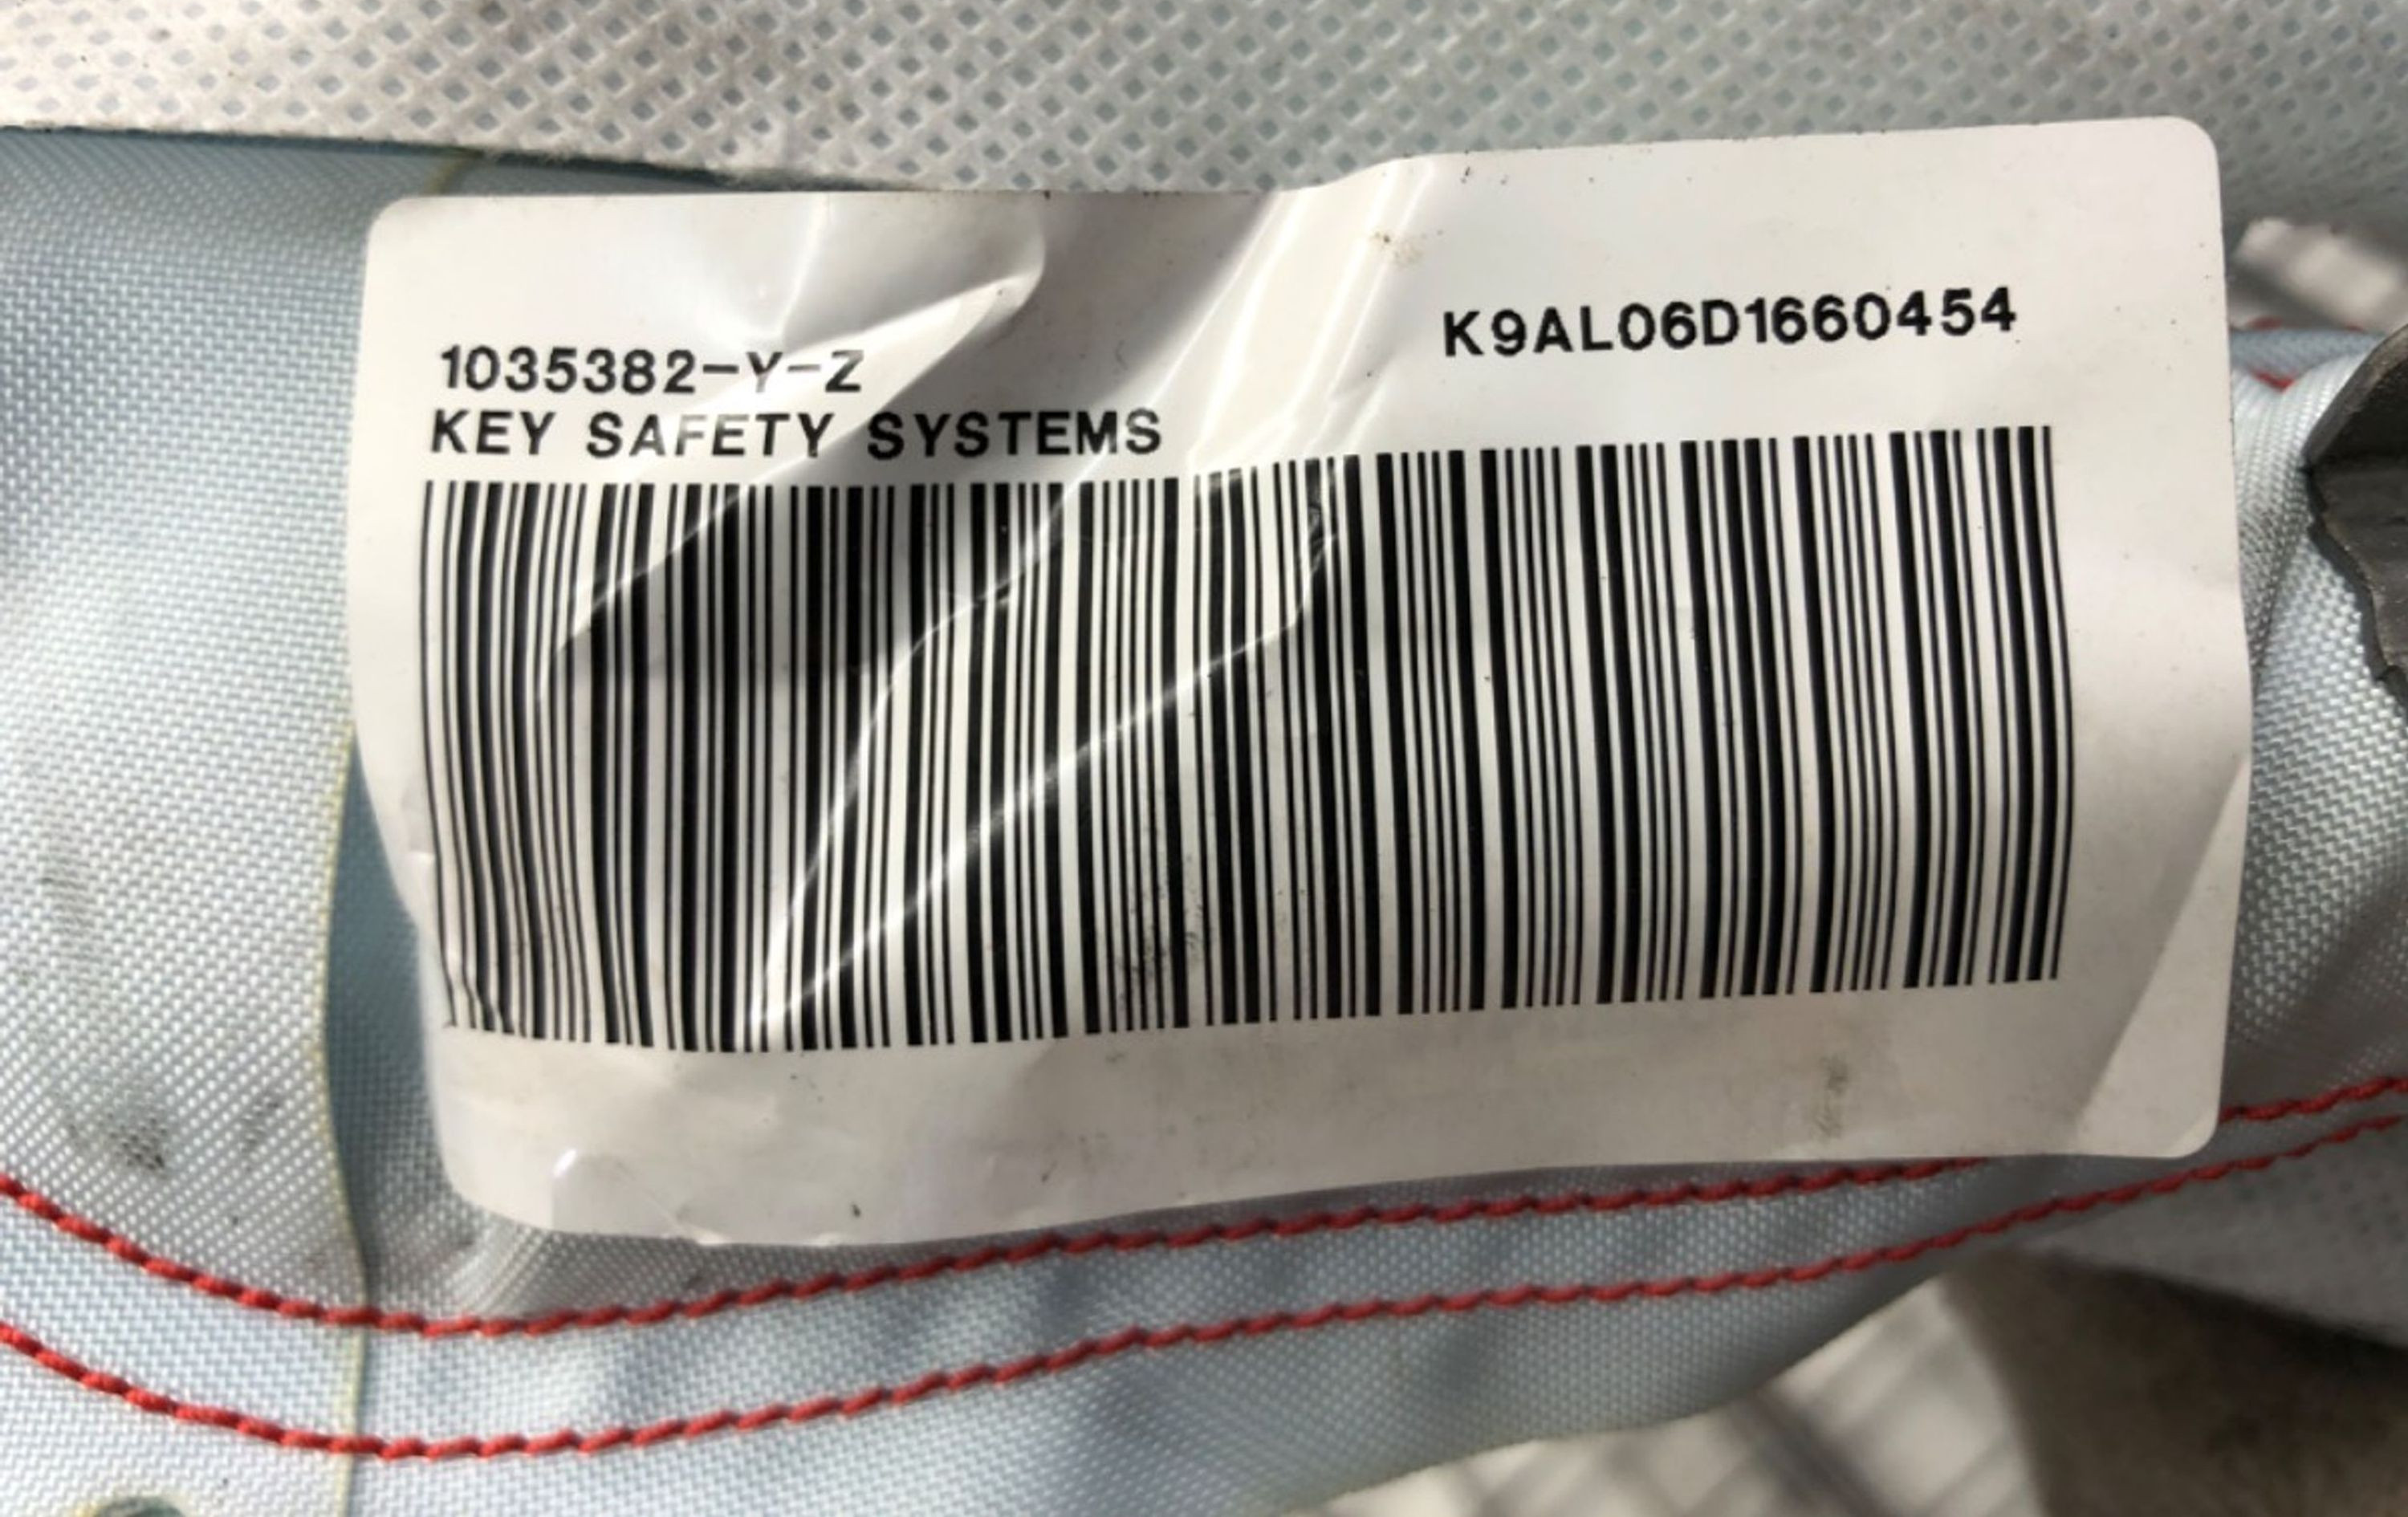 K9AL06D1660454
1035382-Y-Z
KEY SAFETY SYSTEMS